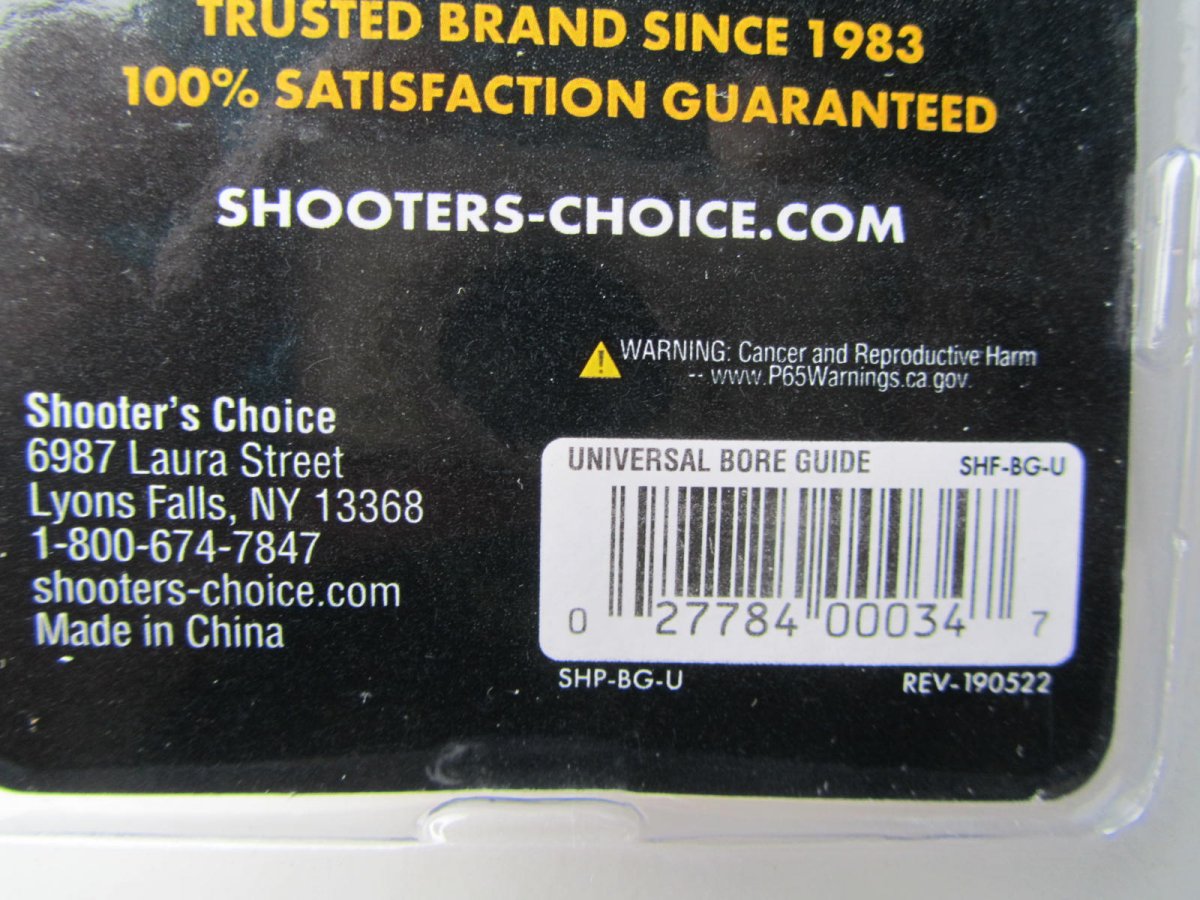 TRUSTED BRAND SINCE 1983
100% SATISFACTION GUARANTEED
SHOOTERS-CHOICE.COM
WARNING: Cancer and Reproductive Harm
-- www.P65Warnings.ca.gov.
Shooter's Choice
6987 Laura Street
Lyons Falls, NY 13368
1-800-674-7847
shooters-choice.com
Made in China
UNIVERSAL BORE GUIDE SHF-BG-U
0 27784 00034 7
SHP-BG-U REV-190522